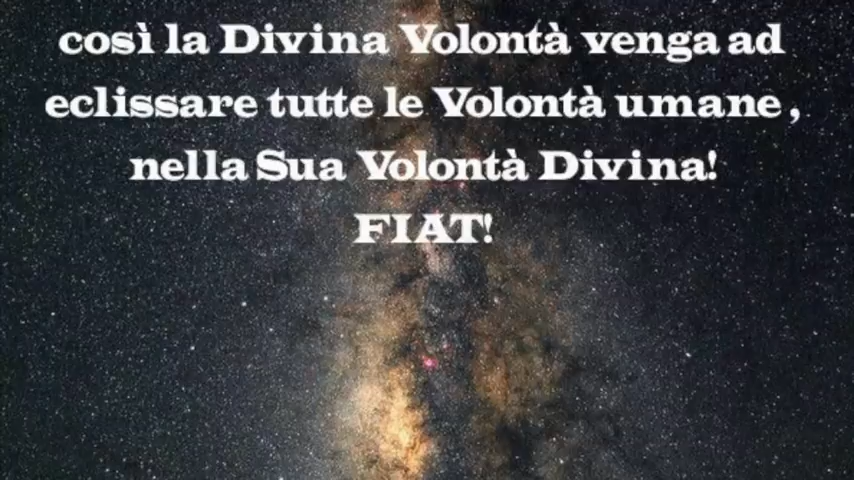 così la Divina Volontà venga ad
eclissare tutte le Volontà umane ,
nella Sua Volontà Divina!
FIAT!